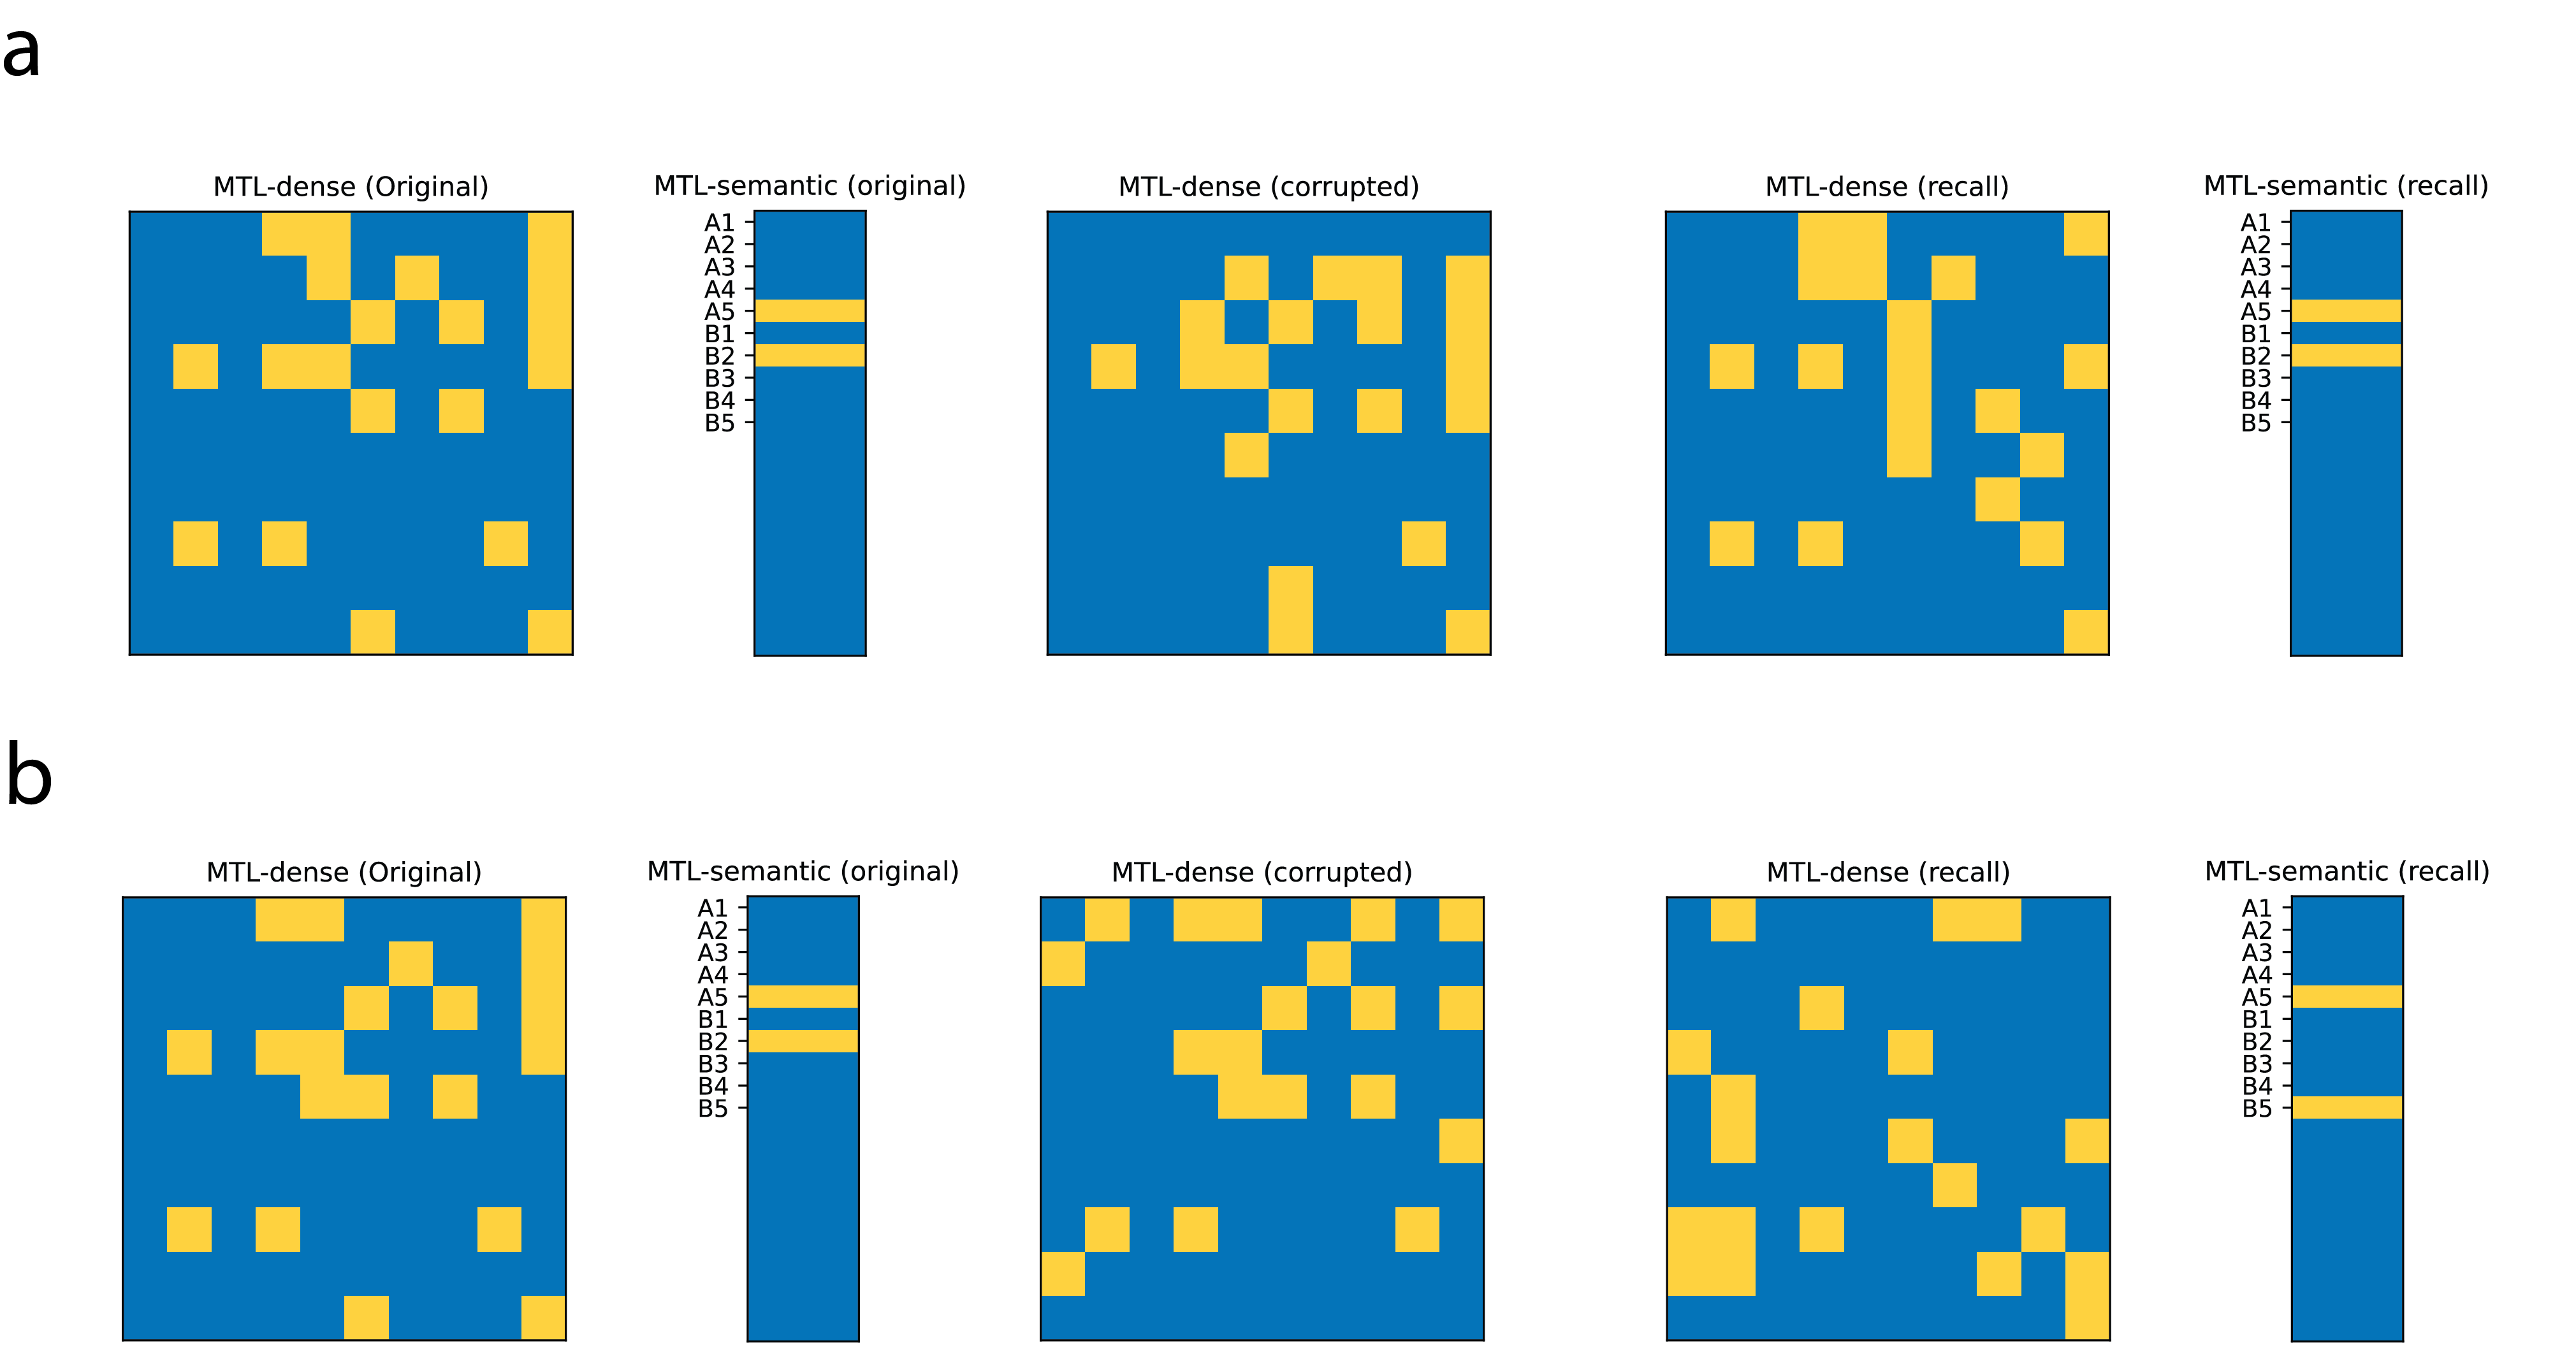 a
MTL-dense (Original)
MTL-semantic (original)
MTL-dense (corrupted)
MTL-dense (recall)
MTL-semantic (recall)
A1
A2
A3
A4
A5
B1
B2
B3
B4
B5
A1
A2
A3
A4
A5
B1
B2
B3
B4
B5
b
MTL-dense (Original)
MTL-semantic (original)
MTL-dense (corrupted)
MTL-dense (recall)
MTL-semantic (recall)
A1
A2
A3
A4
A5
B1
B2
B3
B4
B5
A1
A2
A3
A4
A5
B1
B2
B3
B4
B5